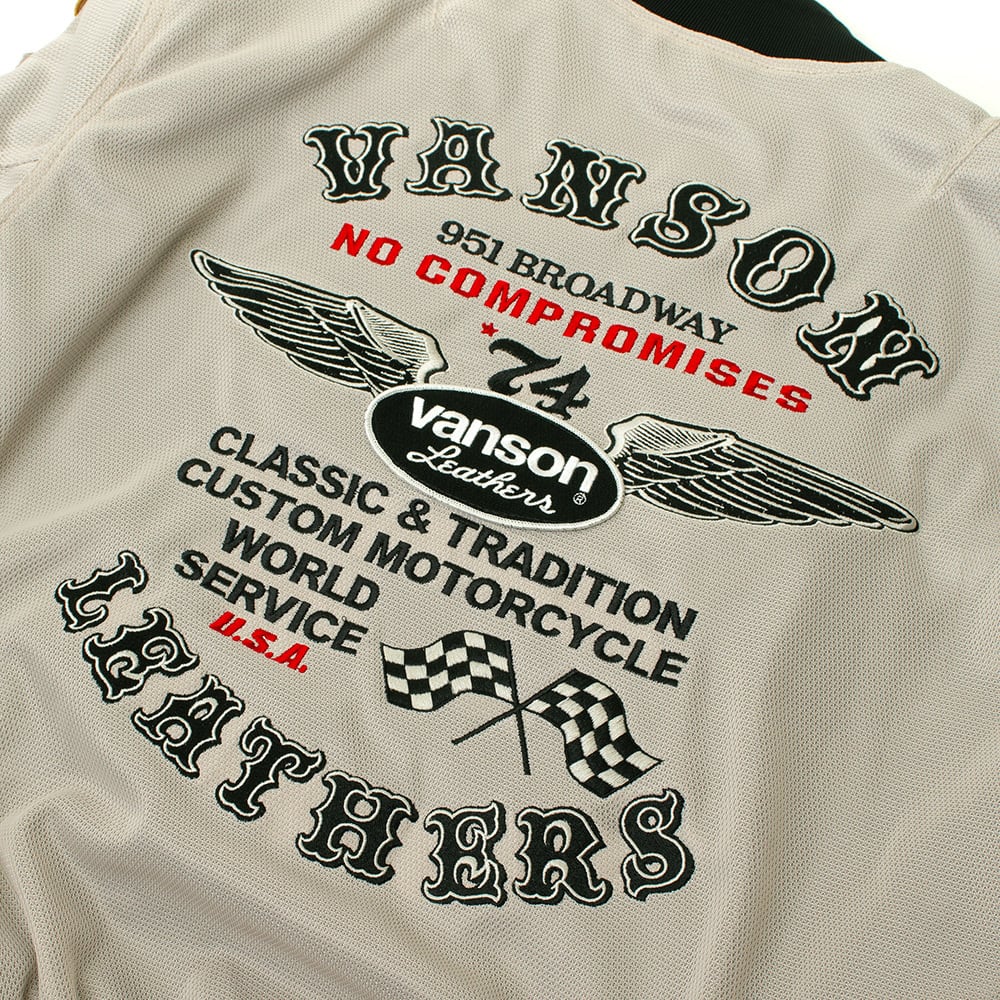 VANSON
951 BROADWAY
NO COMPROMISES
74
vanson
Leathers®
CLASSIC & TRADITION
CUSTOM MOTORCYCLE
WORLD
SERVICE
U.S.A.
LEATHERS